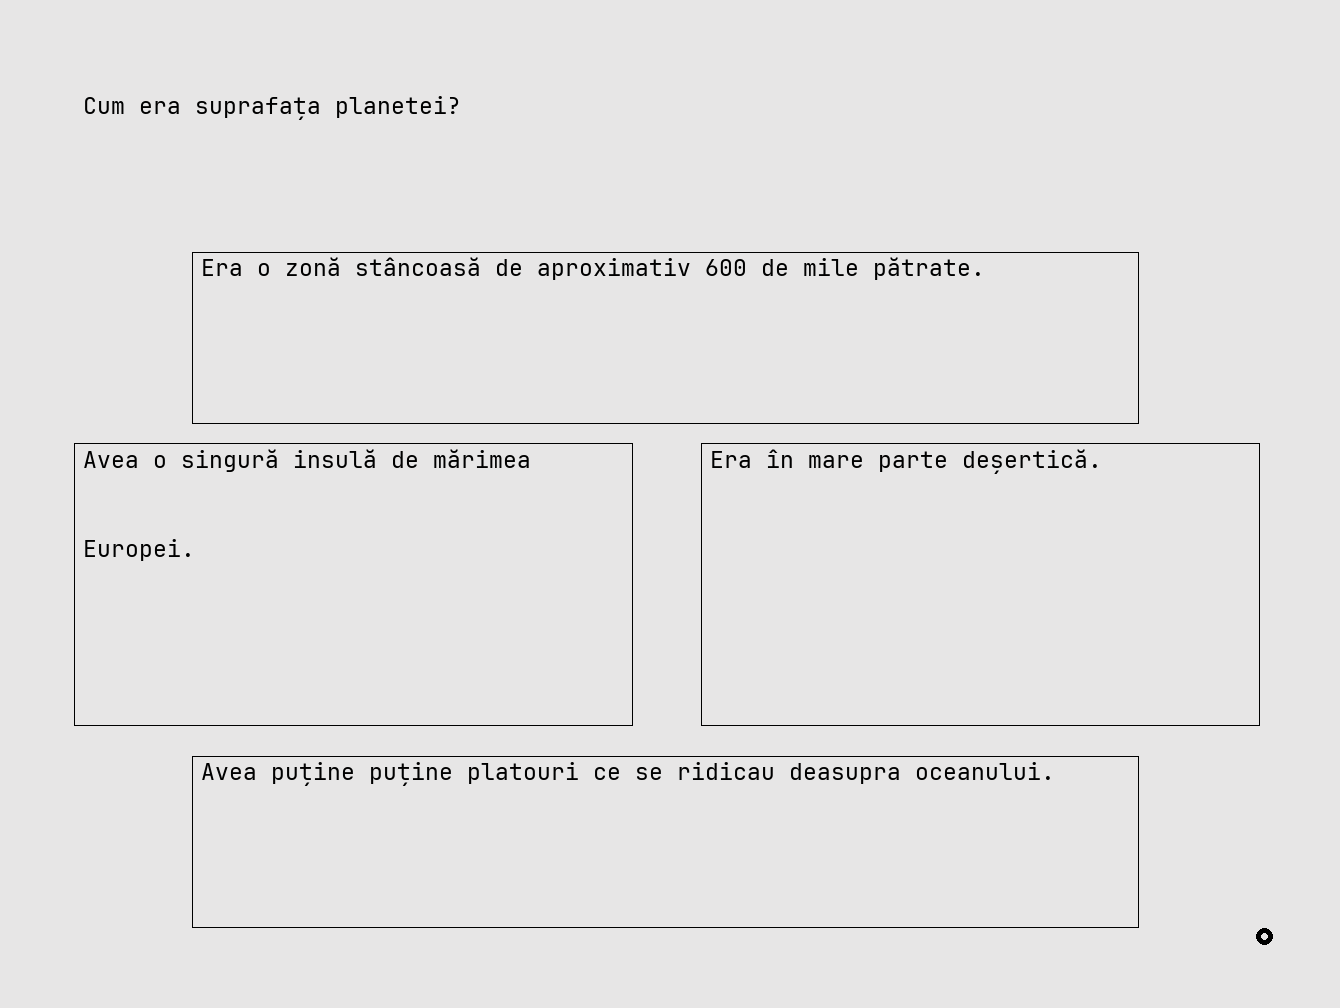 Cum era suprafața planetei?
Era o zonă stâncoasă de aproximativ 600 de mile pătrate.
Avea o singură insulă de mărimea
Europei.
Era în mare parte deșertică.
Avea puține puține platouri ce se ridicau deasupra oceanului.